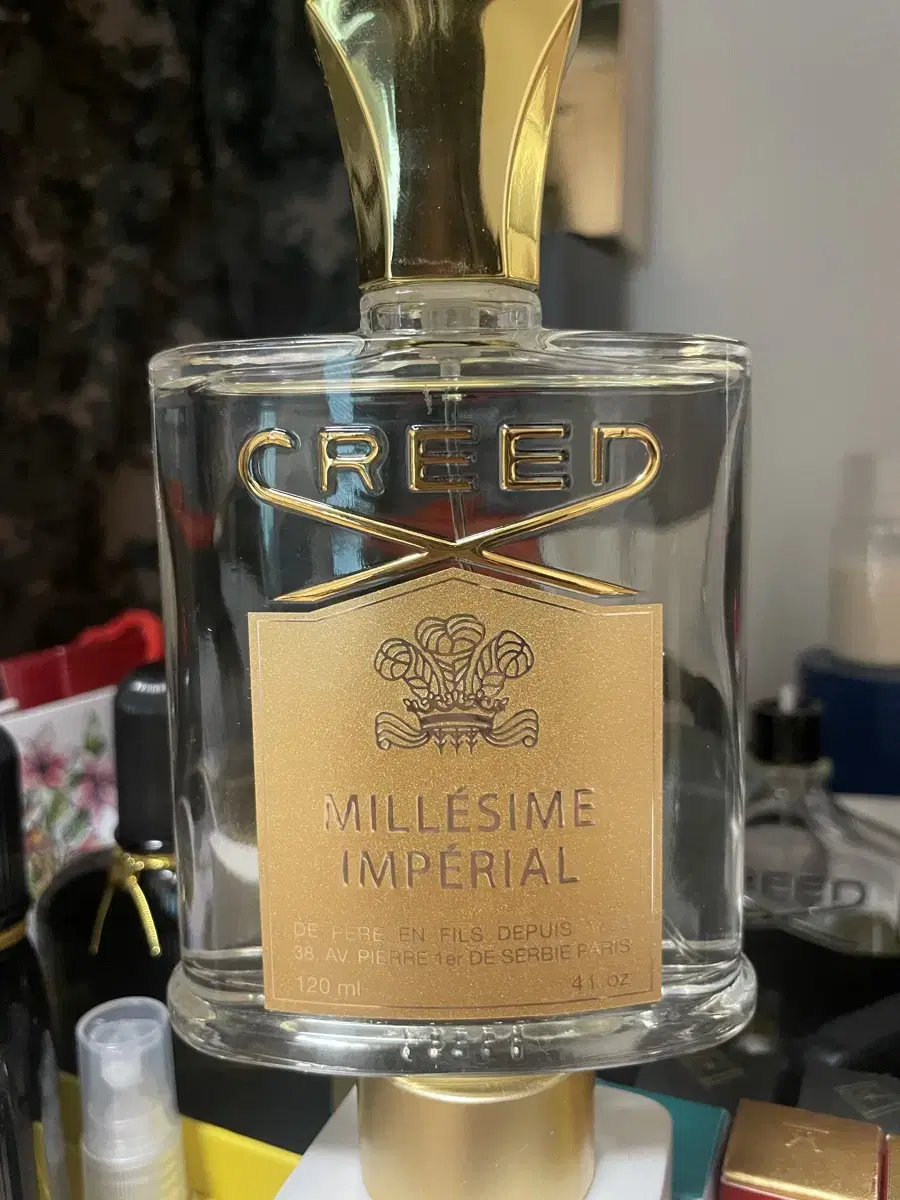 CREED
MILLÉSIME
IMPÉRIAL
DE PERE EN FILS DEPUIS
38, AV. PIERRE 1er DE SERBIE PARIS
120 ml 4 fl oz
CREED